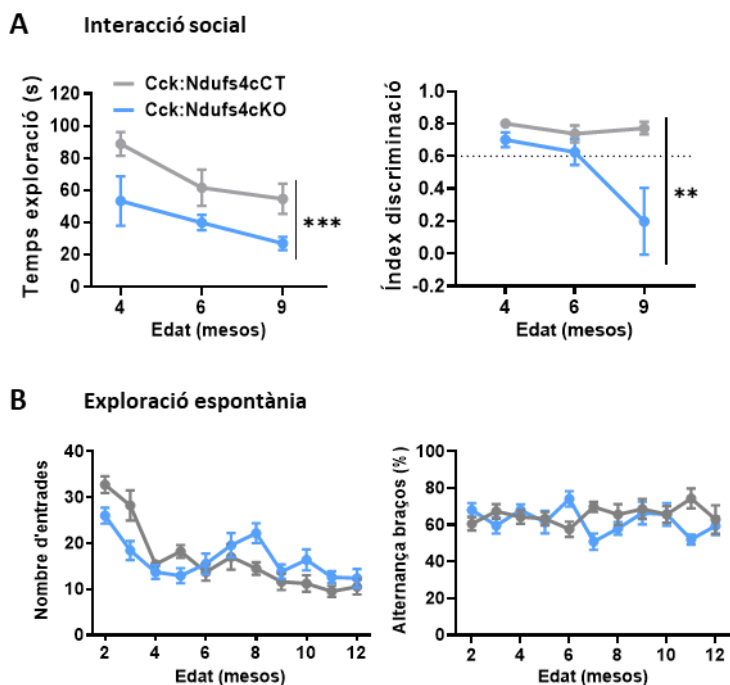 A Interacció social
Temps exploració (s)
120
100
80
60
40
20
0
Cck:Ndufs4cCT
Cck:Ndufs4cKO
***
4 6 9
Edat (mesos)
Índex discriminació
1.0
0.8
0.6
0.4
0.2
0.0
-0.2
**
4 6 9
Edat (mesos)
B Exploració espontània
Nombre d'entrades
40
30
20
10
0
2 4 6 8 10 12
Edat (mesos)
Alternança braços (%)
100
80
60
40
20
0
2 4 6 8 10 12
Edat (mesos)